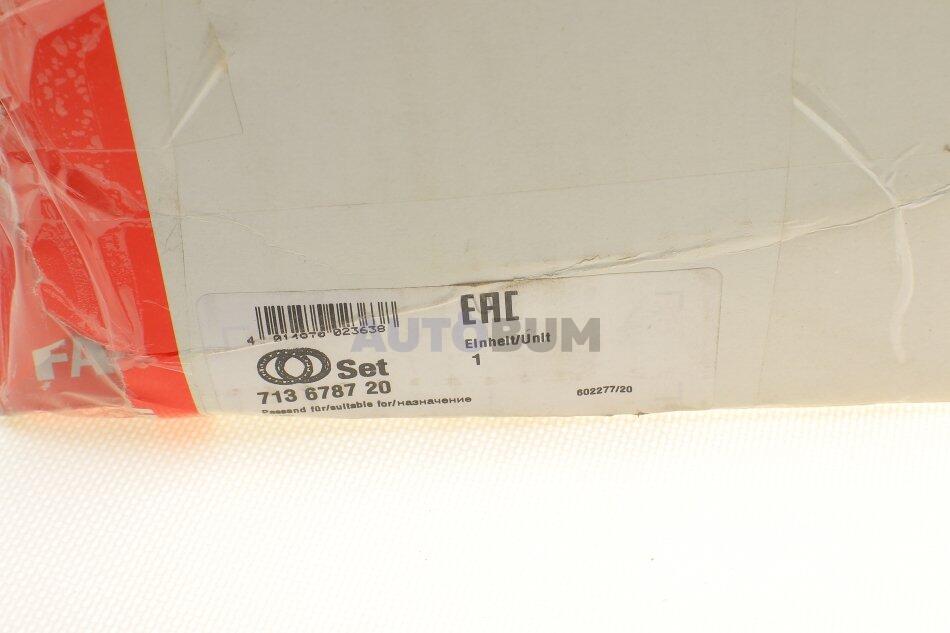 FA
4 014870 023638
EAC
AUTOBUM
Einheit/Unit
1
Set
713 6787 20
602277/20
Passend für/suitable for/назначение